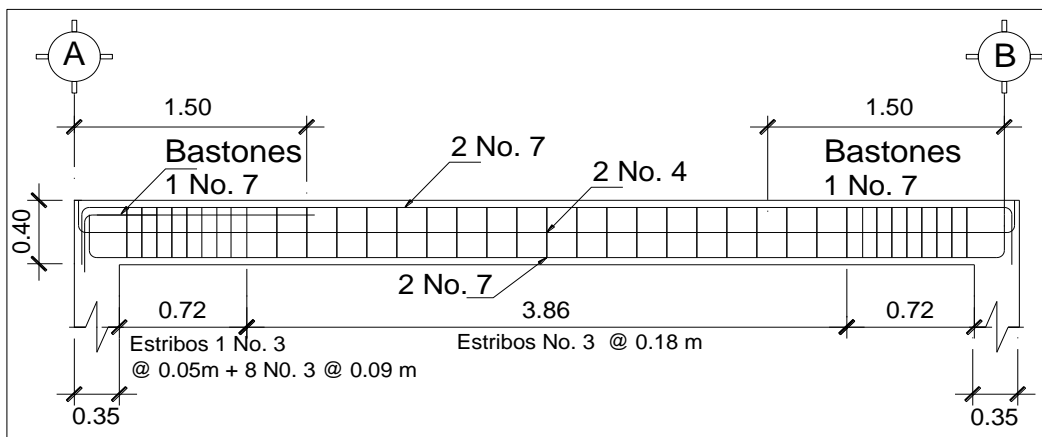 A
B
1.50
1.50
Bastones
1 No. 7
2 No. 7
2 No. 4
Bastones
1 No. 7
0.40
2 No. 7
0.72
3.86
0.72
Estribos 1 No. 3
@ 0.05m + 8 N0. 3 @ 0.09 m
Estribos No. 3 @ 0.18 m
0.35
0.35